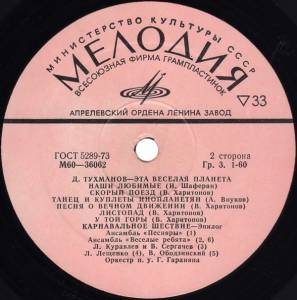 МИНИСТЕРСТВО КУЛЬТУРЫ СССР
МЕЛОДИЯ
ВСЕСОЮЗНАЯ ФИРМА ГРАМПЛАСТИНОК
АПРЕЛЕВСКИЙ ОРДЕНА ЛЕНИНА ЗАВОД
33
ГОСТ 5289-73
М60—36062
2 сторона
Гр. 3. 1-60
Д. ТУХМАНОВ—ЭТА ВЕСЕЛАЯ ПЛАНЕТА
НАШИ ЛЮБИМЫЕ (И. Шаферан)
СКОРЫЙ ПОЕЗД (В. Харитонов)
ТАНЕЦ И КУПЛЕТЫ ИНОПЛАНЕТЯН (А. Внуков)
ПЕСНЯ О ВЕЧНОМ ДВИЖЕНИИ (В. Харитонов)
ЛИСТОПАД (В. Харитонов)
У ТОЙ ГОРЫ (В. Харитонов)
КАРНАВАЛЬНОЕ ШЕСТВИЕ—Эпилог
Ансамбль «Песняры» (1)
Ансамбль «Веселые ребята» (2, 6)
Л. Куравлев и В. Сергачев (3)
Л. Лещенко (4), В. Ободзинский (5)
Оркестр п/у Г. Гараняна